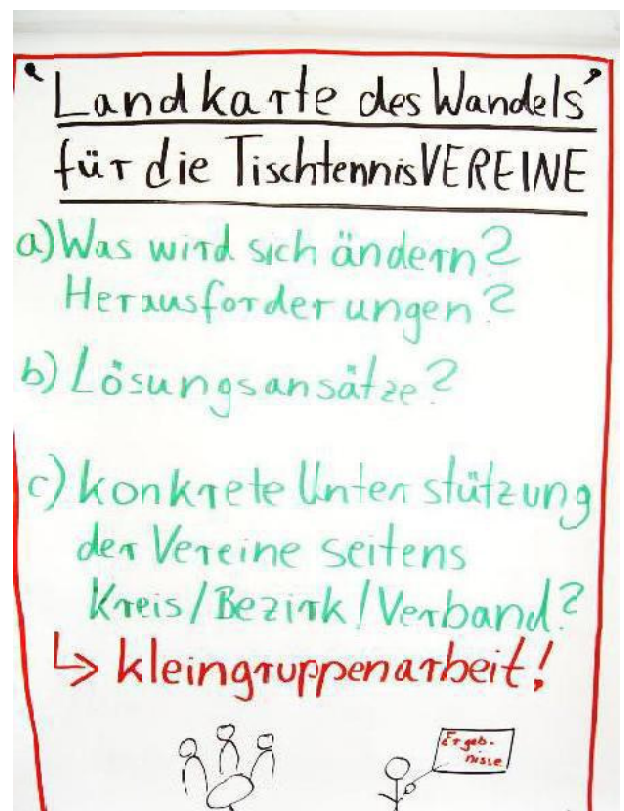 "Landkarte des Wandels"
für die TischtennisVEREINE
a) Was wird sich ändern?
Herausforderungen?
b) Lösungsansätze?
c) konkrete Unterstützung
der Vereine seitens
Kreis/Bezirk/Verband?
↳ kleingruppenarbeit!
Ergeb-
nisse